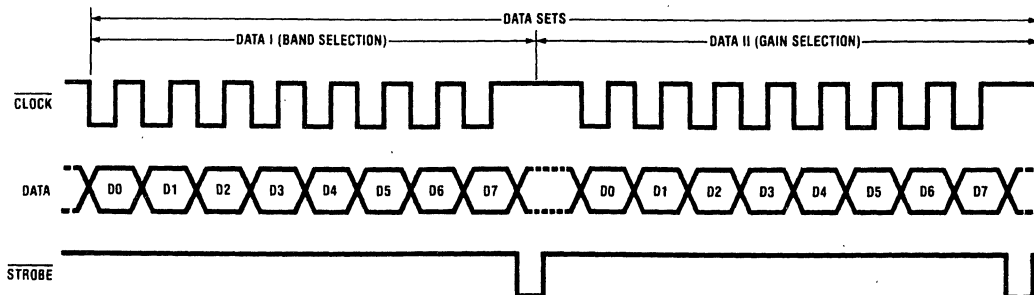 DATA SETS
DATA I (BAND SELECTION) DATA II (GAIN SELECTION)
CLOCK
DATA D0 D1 D2 D3 D4 D5 D6 D7 D0 D1 D2 D3 D4 D5 D6 D7
STROBE